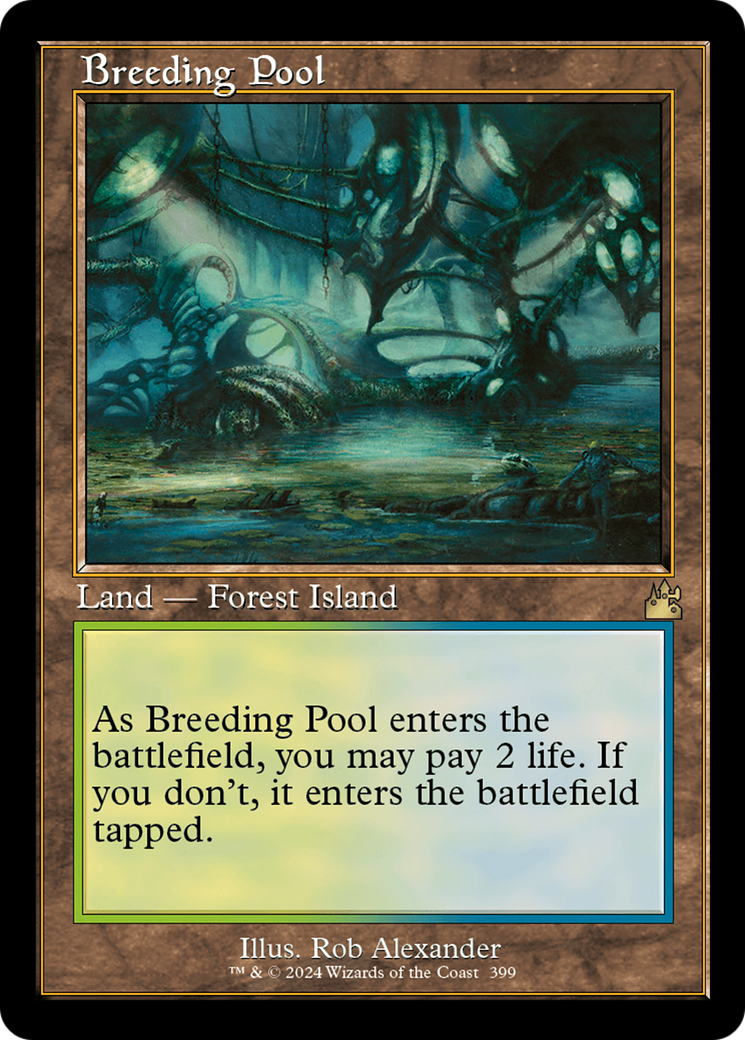 Breeding Pool
Land — Forest Island
As Breeding Pool enters the
battlefield, you may pay 2 life. If
you don't, it enters the battlefield
tapped.
Illus. Rob Alexander
™ & © 2024 Wizards of the Coast 399